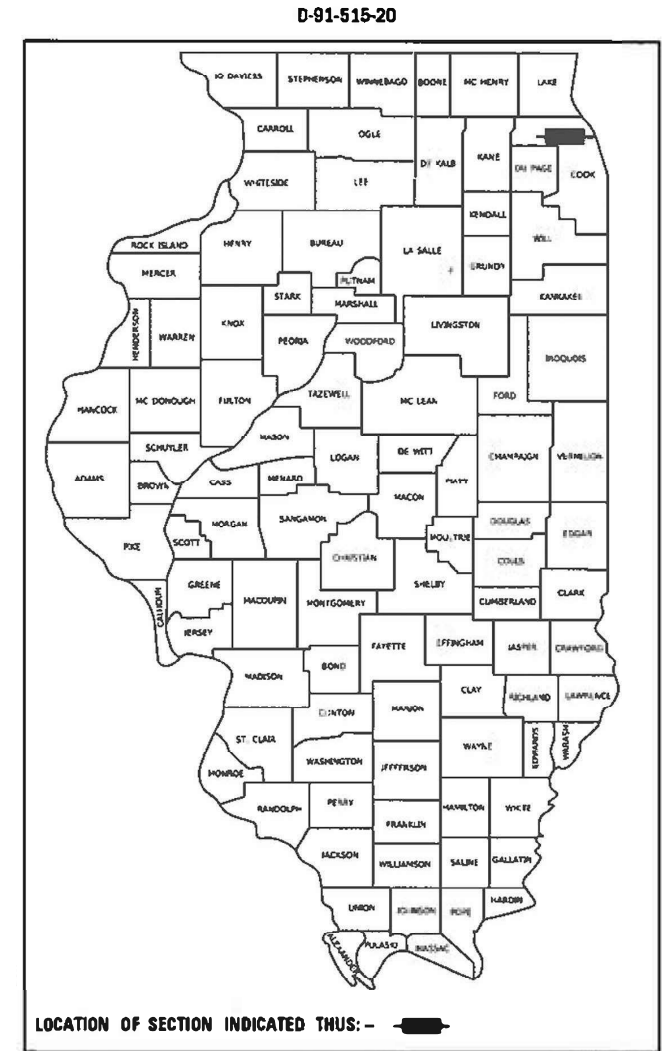 D-91-515-20
JO DAVIESS STEPHENSON WINNEBAGO BOONE MC HENRY LAKE
CARROLL OGLE DE KALB KANE DU PAGE COOK
WHITESIDE LEE
KENDALL WILL
ROCK ISLAND HENRY BUREAU LA SALLE GRUNDY
MERCER PUTNAM
STARK MARSHALL KANKAKEE
HENDERSON WARREN KNOX PEORIA WOODFORD LIVINGSTON IROQUOIS
HANCOCK MC DONOUGH FULTON TAZEWELL MC LEAN FORD
MASON
SCHUYLER LOGAN DE WITT CHAMPAIGN VERMILION
ADAMS BROWN CASS MENARD PIATT
MACON
MORGAN SANGAMON DOUGLAS
PIKE SCOTT CHRISTIAN MOULTRIE EDGAR
COLES
GREENE SHELBY
CALHOUN MACOUPIN MONTGOMERY CUMBERLAND CLARK
JERSEY
FAYETTE EFFINGHAM JASPER CRAWFORD
MADISON BOND
CLAY RICHLAND LAWRENCE
CLINTON MARION
ST. CLAIR WAYNE EDWARDS WABASH
WASHINGTON JEFFERSON
MONROE
RANDOLPH PERRY HAMILTON WHITE
FRANKLIN
JACKSON WILLIAMSON SALINE GALLATIN
UNION JOHNSON POPE HARDIN
ALEXANDER PULASKI MASSAC
LOCATION OF SECTION INDICATED THUS: -